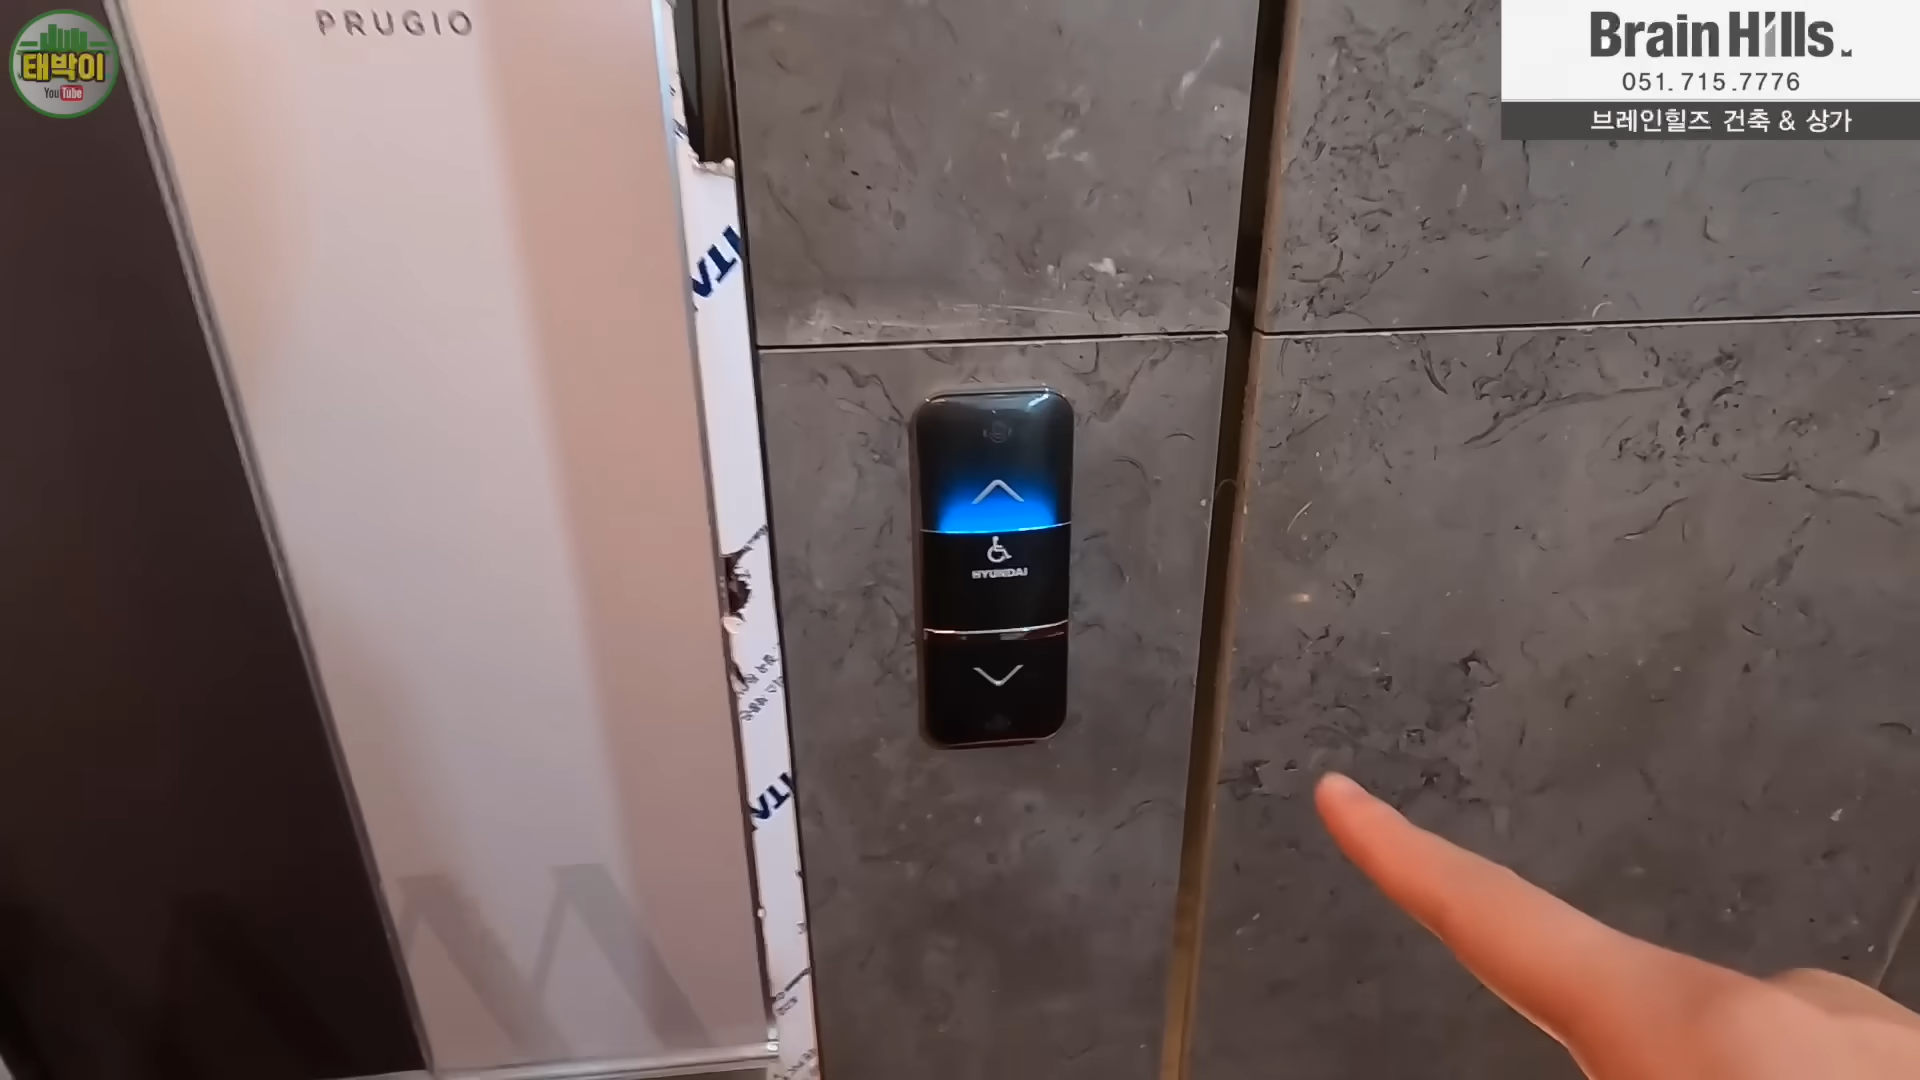 PRUGIO
태박이
YouTube
Brain Hills.
051.715.7776
브레인힐즈 건축 & 상가
HYUNDAI